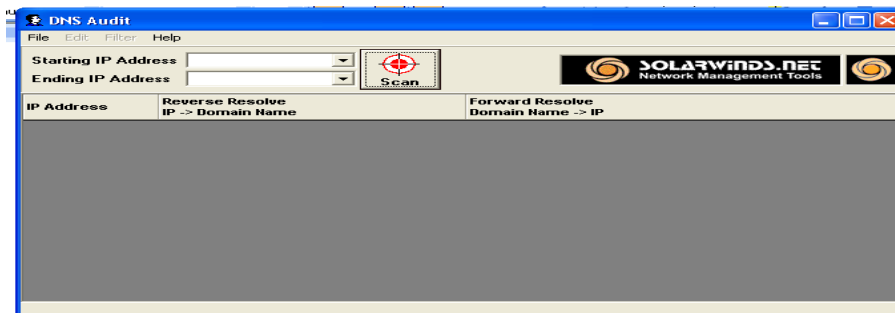 DNS Audit
File Edit Filter Help
Starting IP Address
Ending IP Address
Scan
SOLARWINDS.NET
Network Management Tools
IP Address
Reverse Resolve
IP -> Domain Name
Forward Resolve
Domain Name -> IP